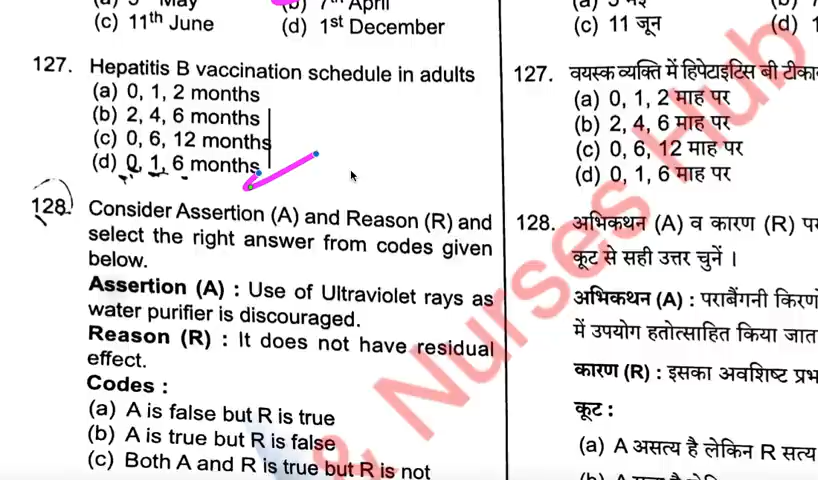 (c) 11th June
(d) 1st December
7th April
127. Hepatitis B vaccination schedule in adults
(a) 0, 1, 2 months
(b) 2, 4, 6 months
(c) 0, 6, 12 months
(d) 0, 1, 6 months
128. Consider Assertion (A) and Reason (R) and
select the right answer from codes given
below.
Assertion (A) : Use of Ultraviolet rays as
water purifier is discouraged.
Reason (R) : It does not have residual
effect.
Codes :
(a) A is false but R is true
(b) A is true but R is false
(c) Both A and R is true but R is not
(c) 11 जून
127. वयस्क व्यक्ति में हिपेटाइटिस बी
(a) 0, 1, 2 माह पर
(b) 2, 4, 6 माह पर
(c) 0, 6, 12 माह पर
(d) 0, 1, 6 माह पर
128. अभिकथन (A) व कारण (R)
कूट से सही उत्तर चुनें ।
अभिकथन (A) : पराबैंगनी
में उपयोग हतोत्साहित किया
कारण (R) : इसका अवशिष्ट
कूट :
(a) A असत्य है लेकिन R सत्य
& Nurses Hub